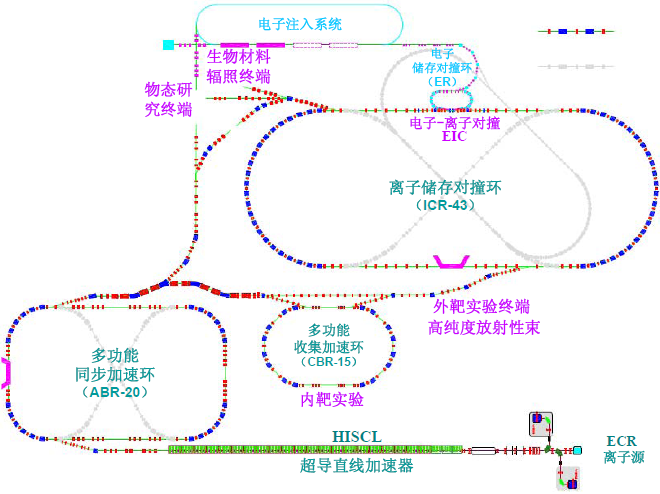 电子注入系统
生物材料
辐照终端
电子
储存对撞环
(ER)
物态研
究终端
电子-离子对撞
EIC
离子储存对撞环
(ICR-43)
外靶实验终端
高纯度放射性束
多功能
收集加速环
(CBR-15)
多功能
同步加速环
(ABR-20)
内靶实验
HISCL
超导直线加速器
ECR
离子源